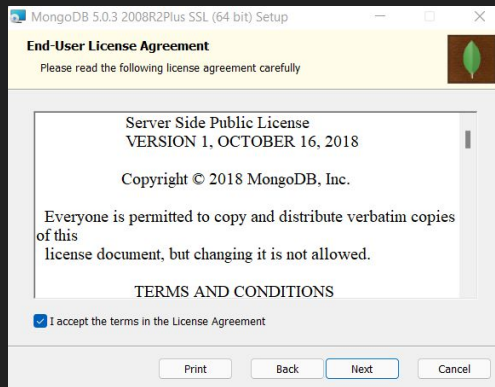 MongoDB 5.0.3 2008R2Plus SSL (64 bit) Setup
End-User License Agreement
Please read the following license agreement carefully
Server Side Public License
VERSION 1, OCTOBER 16, 2018
Copyright © 2018 MongoDB, Inc.
Everyone is permitted to copy and distribute verbatim copies
of this
license document, but changing it is not allowed.
TERMS AND CONDITIONS
I accept the terms in the License Agreement
Print Back Next Cancel